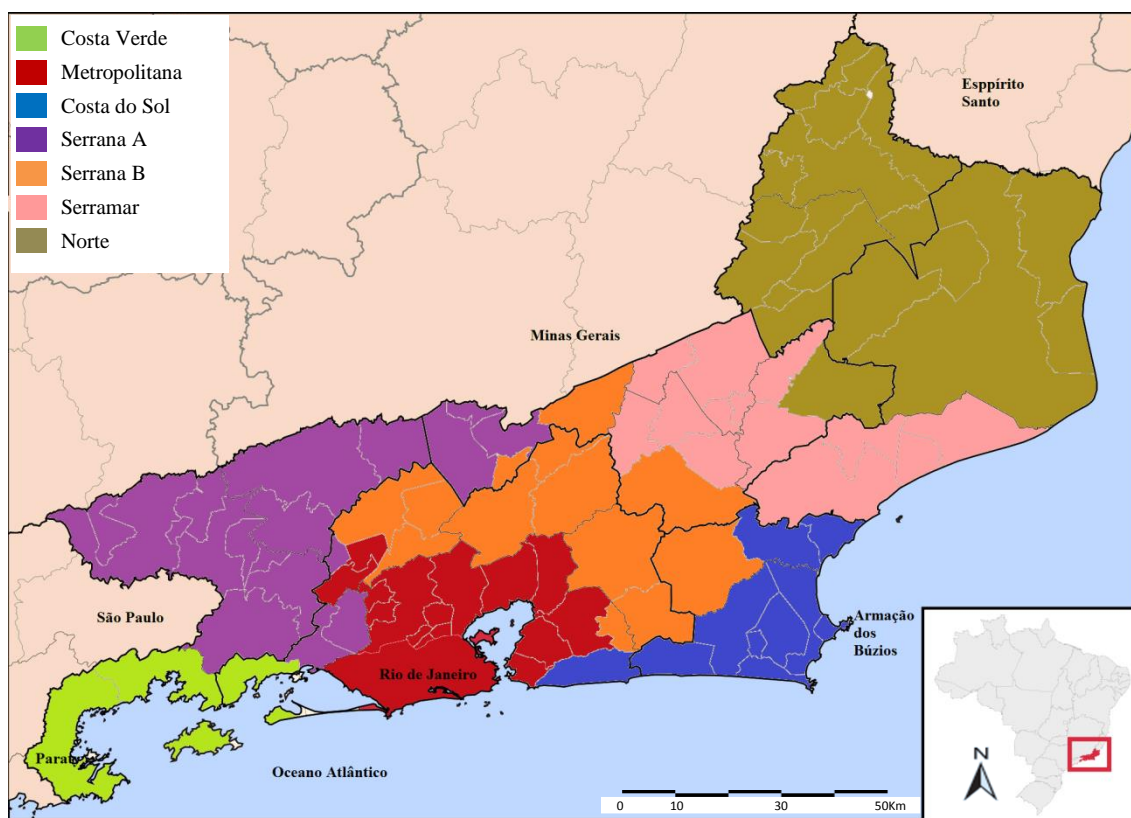 Costa Verde
Metropolitana
Costa do Sol
Serrana A
Serrana B
Serramar
Norte
Esppírito
Santo
Minas Gerais
São Paulo
Armação
dos
Búzios
Rio de Janeiro
Parat
Oceano Atlântico
0 10 30 50Km
N